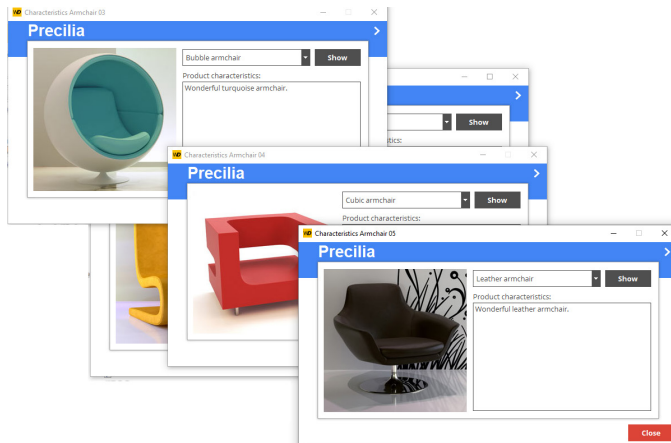 Characteristics Armchair 03
Precilia
Bubble armchair
Show
Product characteristics:
Wonderful turquoise armchair.
Show
tics:
Characteristics Armchair 04
Precilia
Cubic armchair
Show
Product characteristics:
Characteristics Armchair 05
Precilia
Leather armchair
Show
Product characteristics:
Wonderful leather armchair.
Close